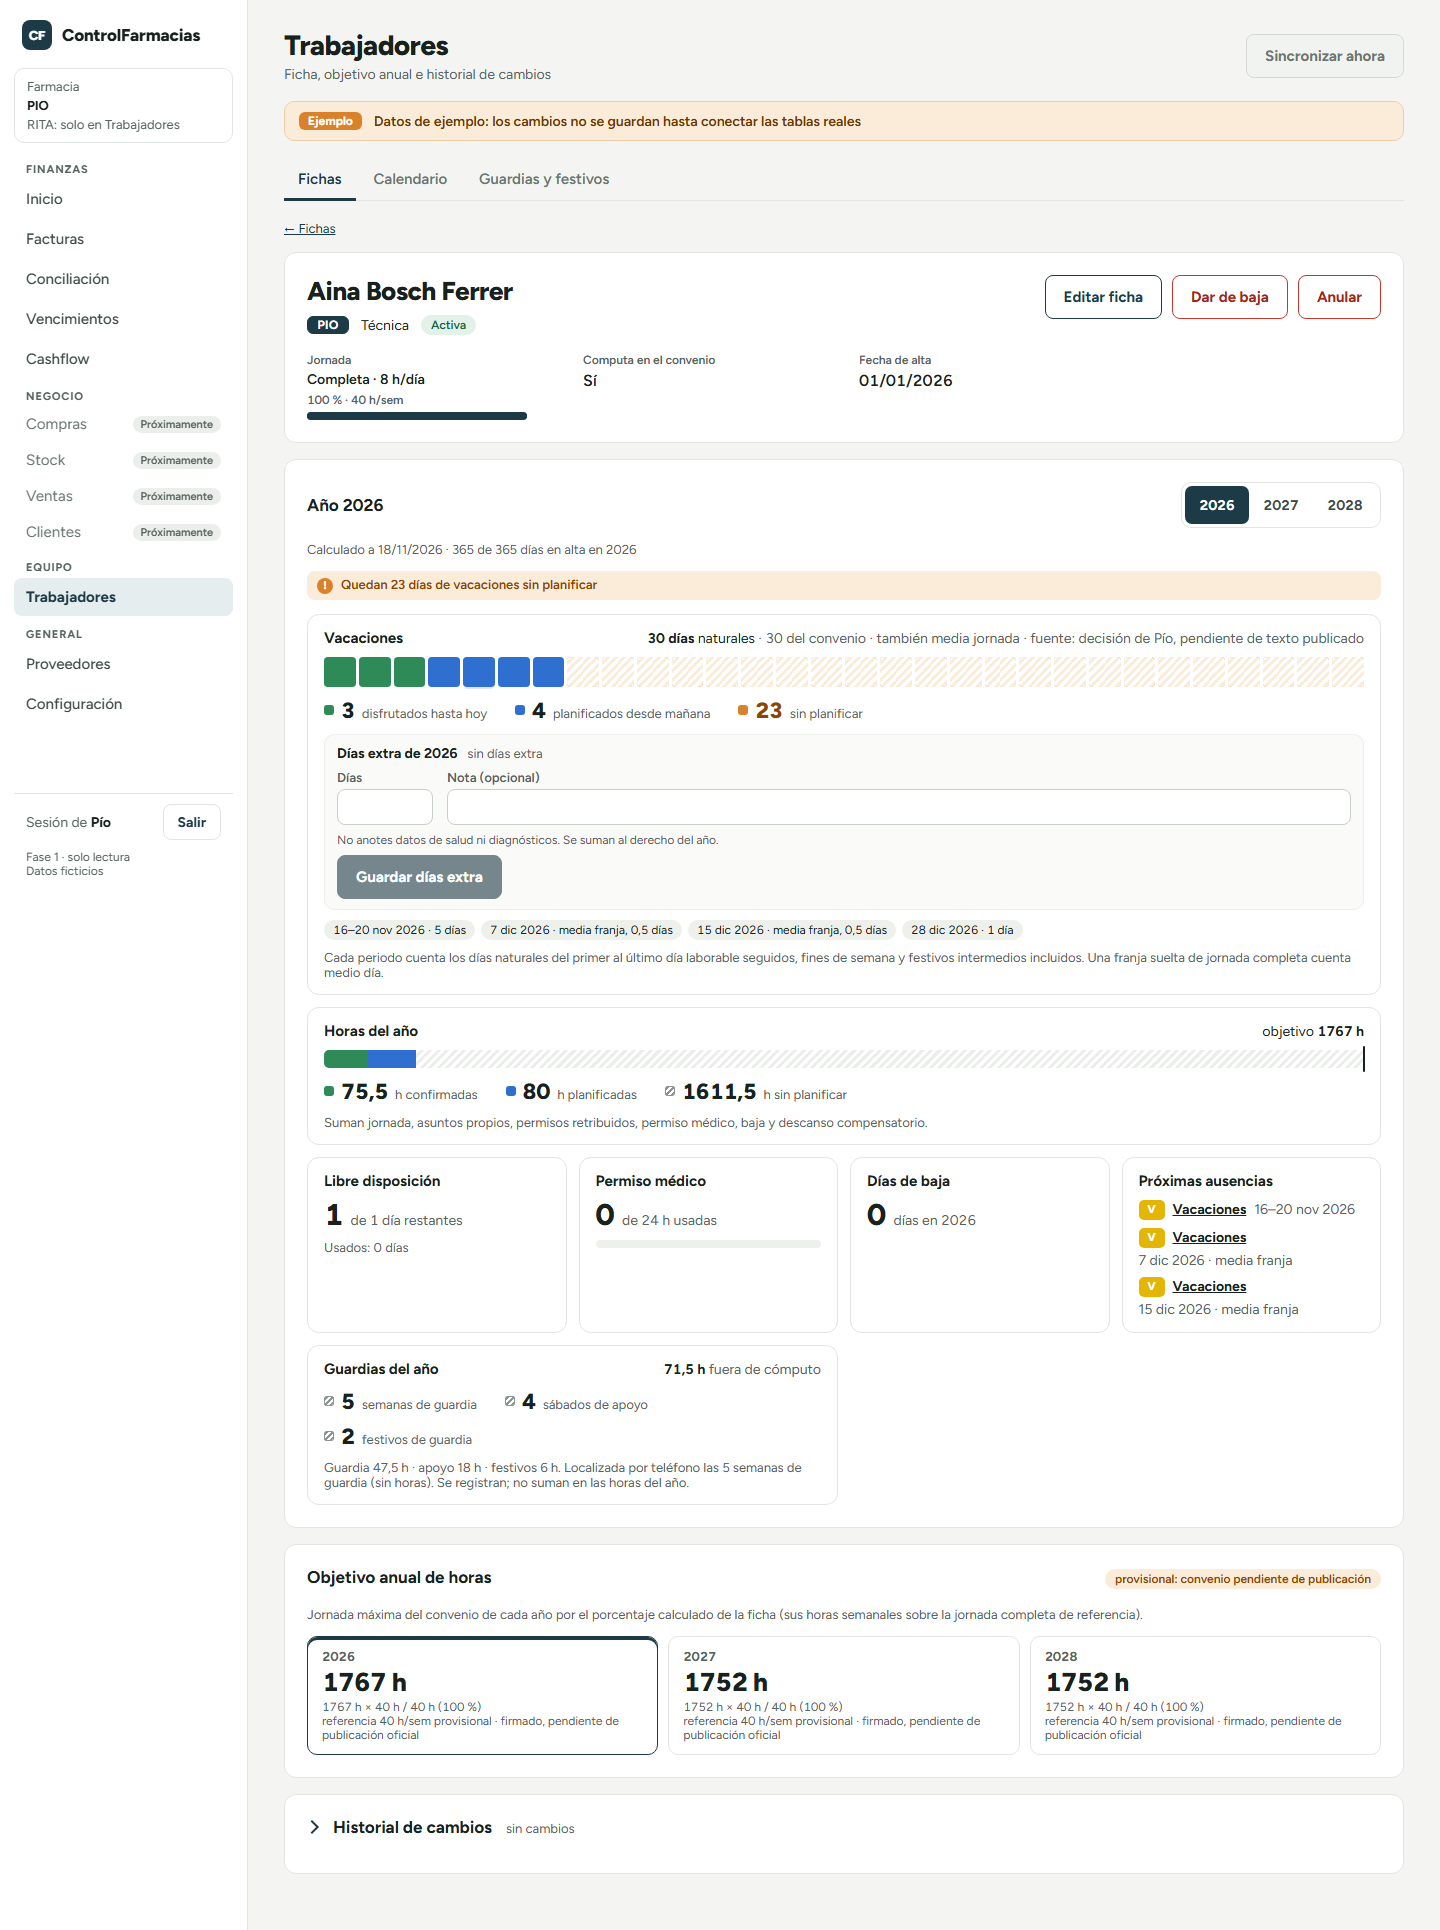 CF ControlFarmacias
Farmacia
PIO
RITA: solo en Trabajadores
FINANZAS
Inicio
Facturas
Conciliación
Vencimientos
Cashflow
NEGOCIO
Compras Próximamente
Stock Próximamente
Ventas Próximamente
Clientes Próximamente
EQUIPO
Trabajadores
GENERAL
Proveedores
Configuración
Sesión de Pío Salir
Fase 1 · solo lectura
Datos ficticios
Trabajadores
Ficha, objetivo anual e historial de cambios
Sincronizar ahora
Ejemplo Datos de ejemplo: los cambios no se guardan hasta conectar las tablas reales
Fichas Calendario Guardias y festivos
← Fichas
Aina Bosch Ferrer
PIO Técnica Activa
Editar ficha Dar de baja Anular
Jornada
Completa · 8 h/día
100 % · 40 h/sem
Computa en el convenio
Sí
Fecha de alta
01/01/2026
Año 2026
2026 2027 2028
Calculado a 18/11/2026 · 365 de 365 días en alta en 2026
! Quedan 23 días de vacaciones sin planificar
Vacaciones 30 días naturales · 30 del convenio · también media jornada · fuente: decisión de Pío, pendiente de texto publicado
3 disfrutados hasta hoy 4 planificados desde mañana 23 sin planificar
Días extra de 2026 sin días extra
Días Nota (opcional)
No anotes datos de salud ni diagnósticos. Se suman al derecho del año.
Guardar días extra
16–20 nov 2026 · 5 días 7 dic 2026 · media franja, 0,5 días 15 dic 2026 · media franja, 0,5 días 28 dic 2026 · 1 día
Cada periodo cuenta los días naturales del primer al último día laborable seguidos, fines de semana y festivos intermedios incluidos. Una franja suelta de jornada completa cuenta
medio día.
Horas del año objetivo 1767 h
75,5 h confirmadas 80 h planificadas 1611,5 h sin planificar
Suman jornada, asuntos propios, permisos retribuidos, permiso médico, baja y descanso compensatorio.
Libre disposición
1 de 1 día restantes
Usados: 0 días
Permiso médico
0 de 24 h usadas
Días de baja
0 días en 2026
Próximas ausencias
V Vacaciones 16–20 nov 2026
V Vacaciones
7 dic 2026 · media franja
V Vacaciones
15 dic 2026 · media franja
Guardias del año 71,5 h fuera de cómputo
5 semanas de guardia 4 sábados de apoyo
2 festivos de guardia
Guardia 47,5 h · apoyo 18 h · festivos 6 h. Localizada por teléfono las 5 semanas de
guardia (sin horas). Se registran; no suman en las horas del año.
Objetivo anual de horas provisional: convenio pendiente de publicación
Jornada máxima del convenio de cada año por el porcentaje calculado de la ficha (sus horas semanales sobre la jornada completa de referencia).
2026
1767 h
1767 h × 40 h / 40 h (100 %)
referencia 40 h/sem provisional · firmado, pendiente de
publicación oficial
2027
1752 h
1752 h × 40 h / 40 h (100 %)
referencia 40 h/sem provisional · firmado, pendiente de
publicación oficial
2028
1752 h
1752 h × 40 h / 40 h (100 %)
referencia 40 h/sem provisional · firmado, pendiente de
publicación oficial
Historial de cambios sin cambios